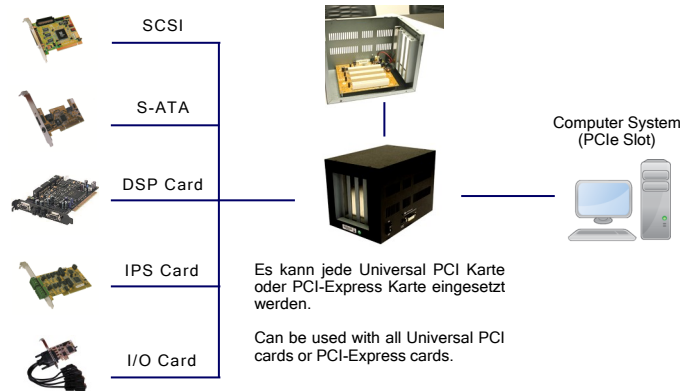 SCSI
S-ATA
DSP Card
IPS Card
I/O Card
Computer System
(PCIe Slot)
Es kann jede Universal PCI Karte
oder PCI-Express Karte eingesetzt
werden.
Can be used with all Universal PCI
cards or PCI-Express cards.